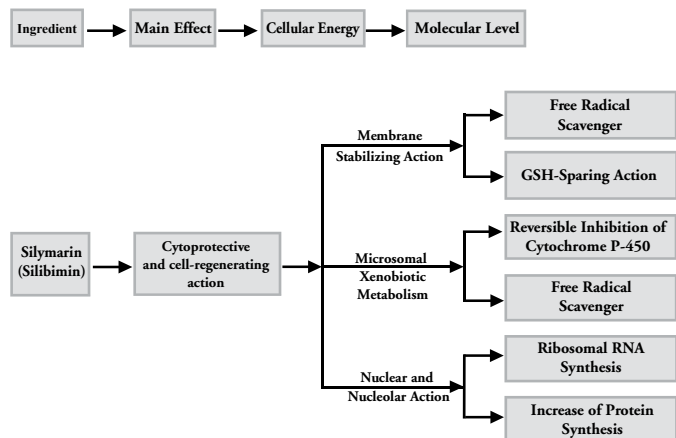 Ingredient
Main Effect
Cellular Energy
Molecular Level
Silymarin
(Silibimin)
Cytoprotective
and cell-regenerating
action
Membrane
Stabilizing Action
Free Radical
Scavenger
GSH-Sparing Action
Microsomal
Xenobiotic
Metabolism
Reversible Inhibition of
Cytochrome P-450
Free Radical
Scavenger
Nuclear and
Nucleolar Action
Ribosomal RNA
Synthesis
Increase of Protein
Synthesis